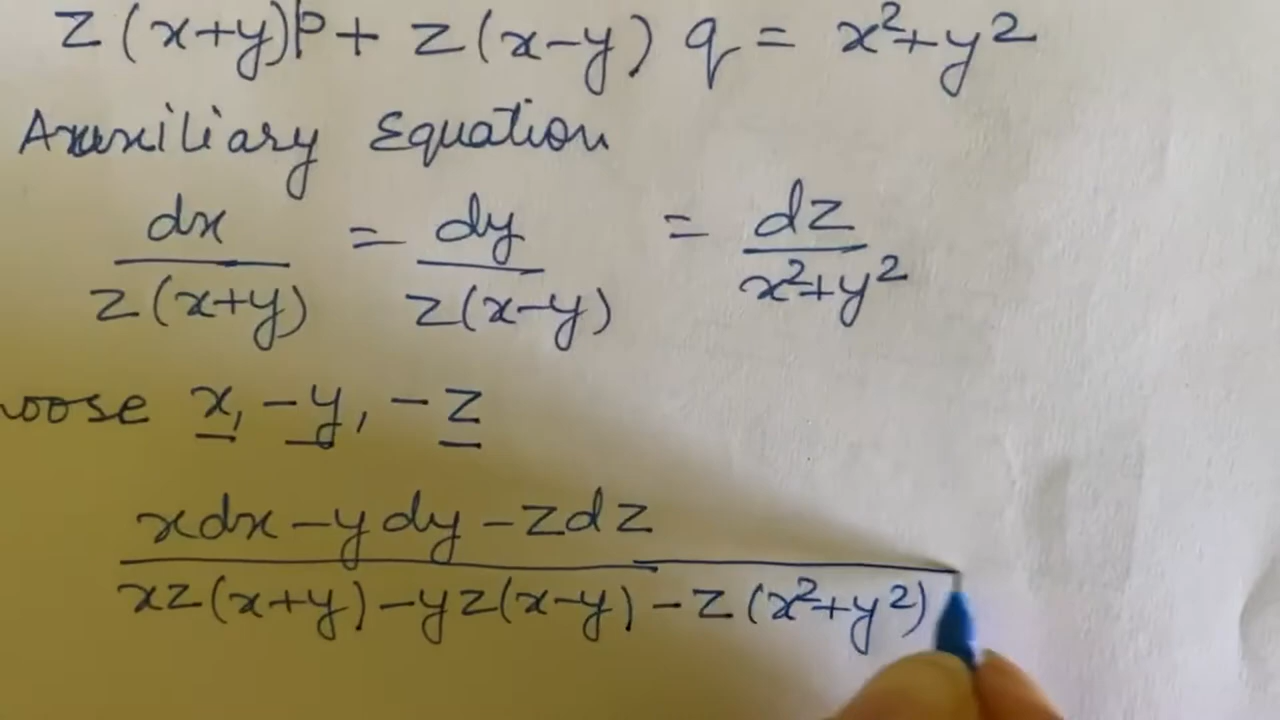 z(x+y)p + z(x-y) q = x²+y²
Auxiliary Equation
dx/z(x+y) = dy/z(x-y) = dz/x²+y²
oose x, -y, -z
xdx - ydy - zdz
xz(x+y) - yz(x-y) - z(x²+y²)